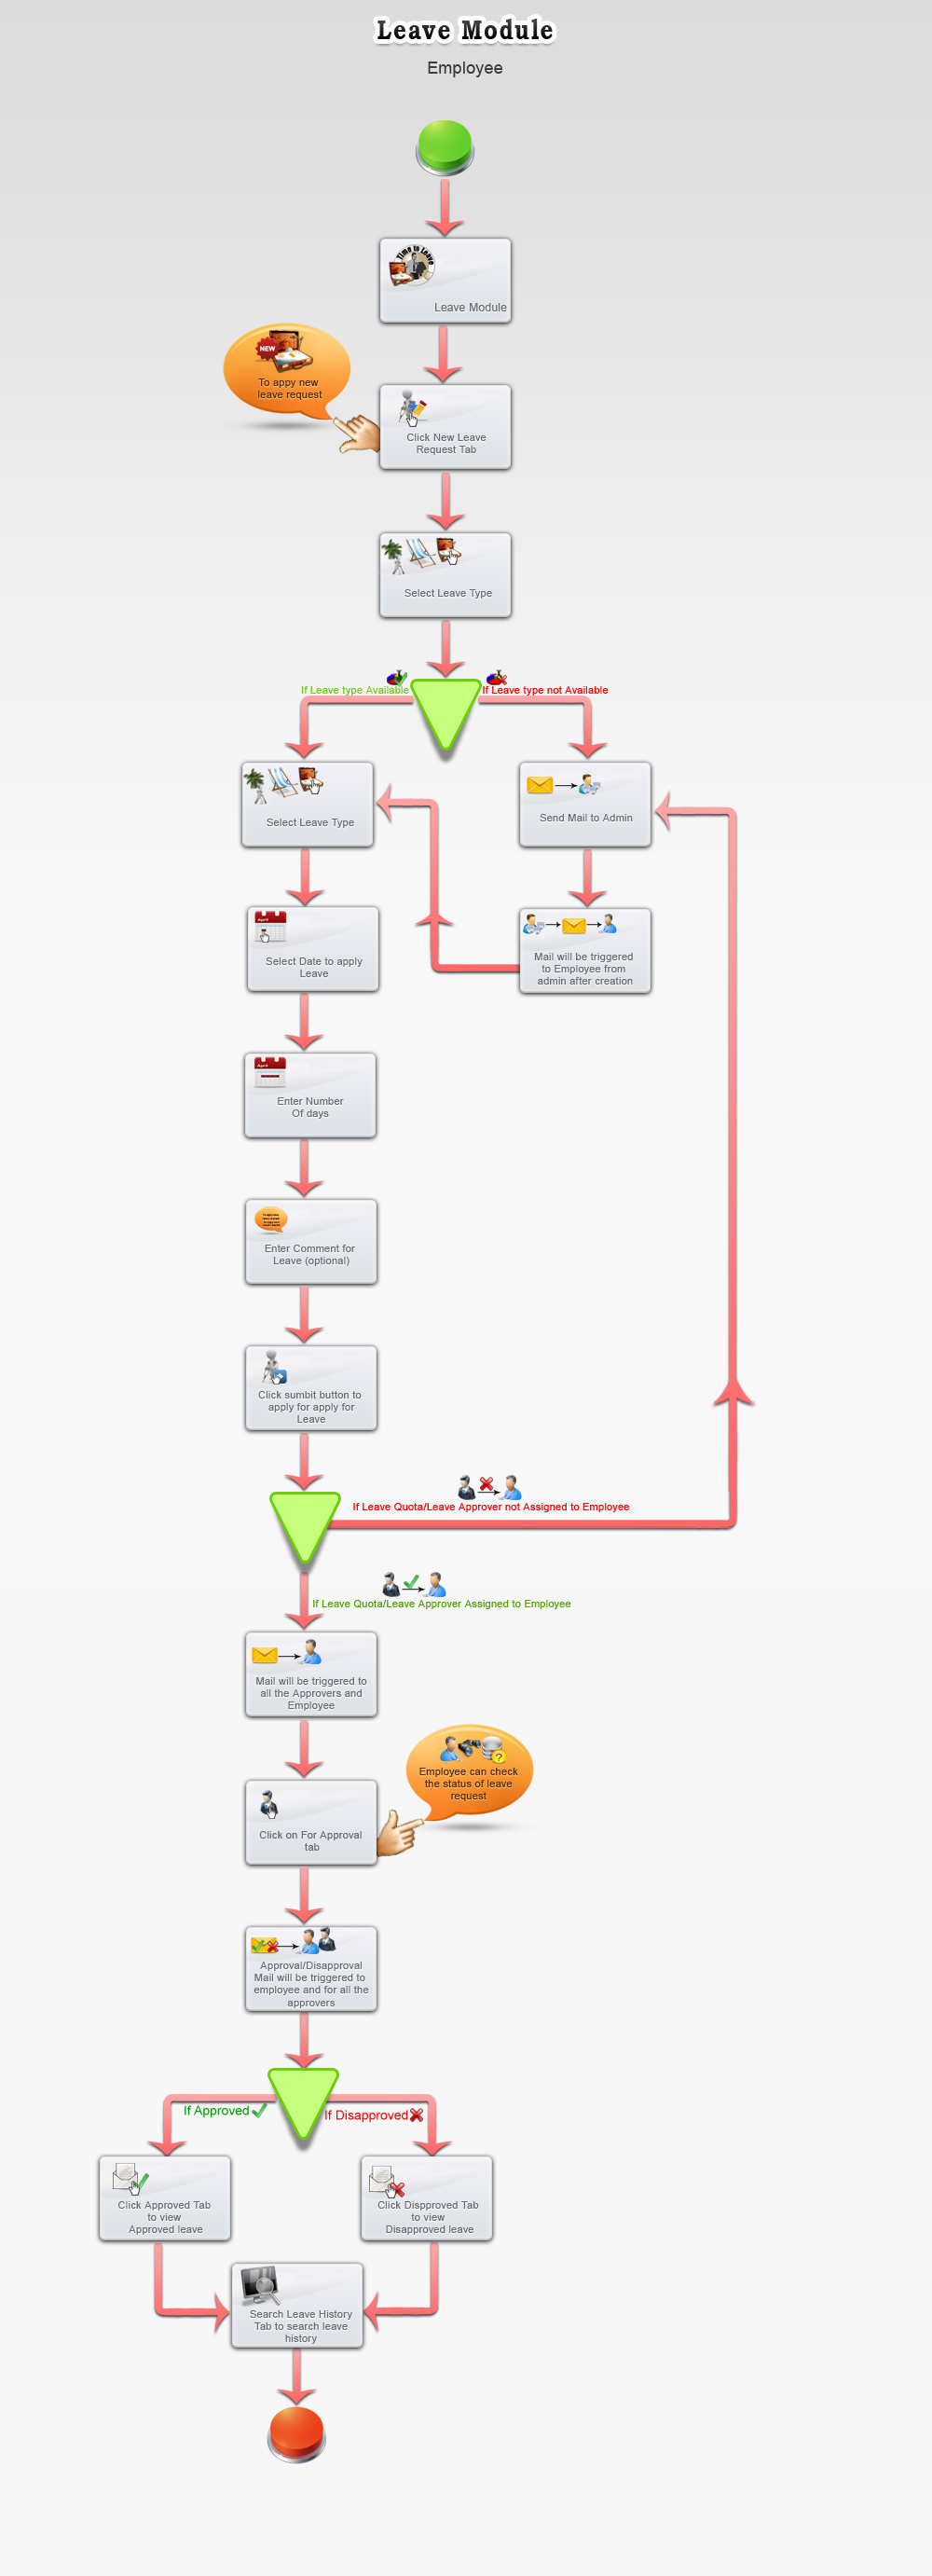 Leave Module
Employee
Time to Leave
Leave Module
NEW
To appy new
leave request
Click New Leave
Request Tab
Select Leave Type
If Leave type Available
If Leave type not Available
Select Leave Type
Send Mail to Admin
April
Select Date to apply
Leave
Mail will be triggered
to Employee from
admin after creation
April
Enter Number
Of days
Enter Comment for
Leave (optional)
Click sumbit button to
apply for apply for
Leave
If Leave Quota/Leave Approver not Assigned to Employee
If Leave Quota/Leave Approver Assigned to Employee
Mail will be triggered to
all the Approvers and
Employee
Employee can check
the status of leave
request
Click on For Approval
tab
Approval/Disapproval
Mail will be triggered to
employee and for all the
approvers
If Approved
If Disapproved
Click Approved Tab
to view
Approved leave
Click Dispproved Tab
to view
Disapproved leave
Search Leave History
Tab to search leave
history